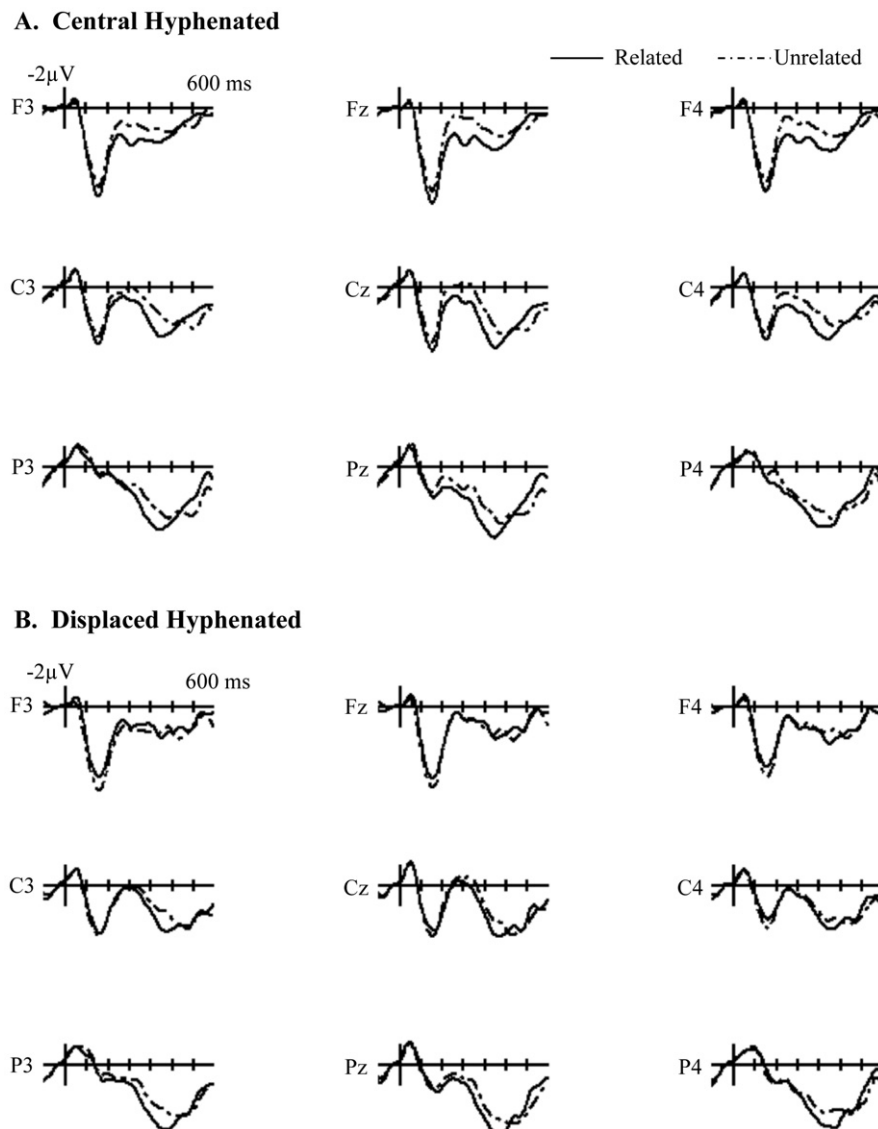 A. Central Hyphenated
Related Unrelated
-2µV 600 ms
F3 Fz F4
C3 Cz C4
P3 Pz P4
B. Displaced Hyphenated
-2µV 600 ms
F3 Fz F4
C3 Cz C4
P3 Pz P4